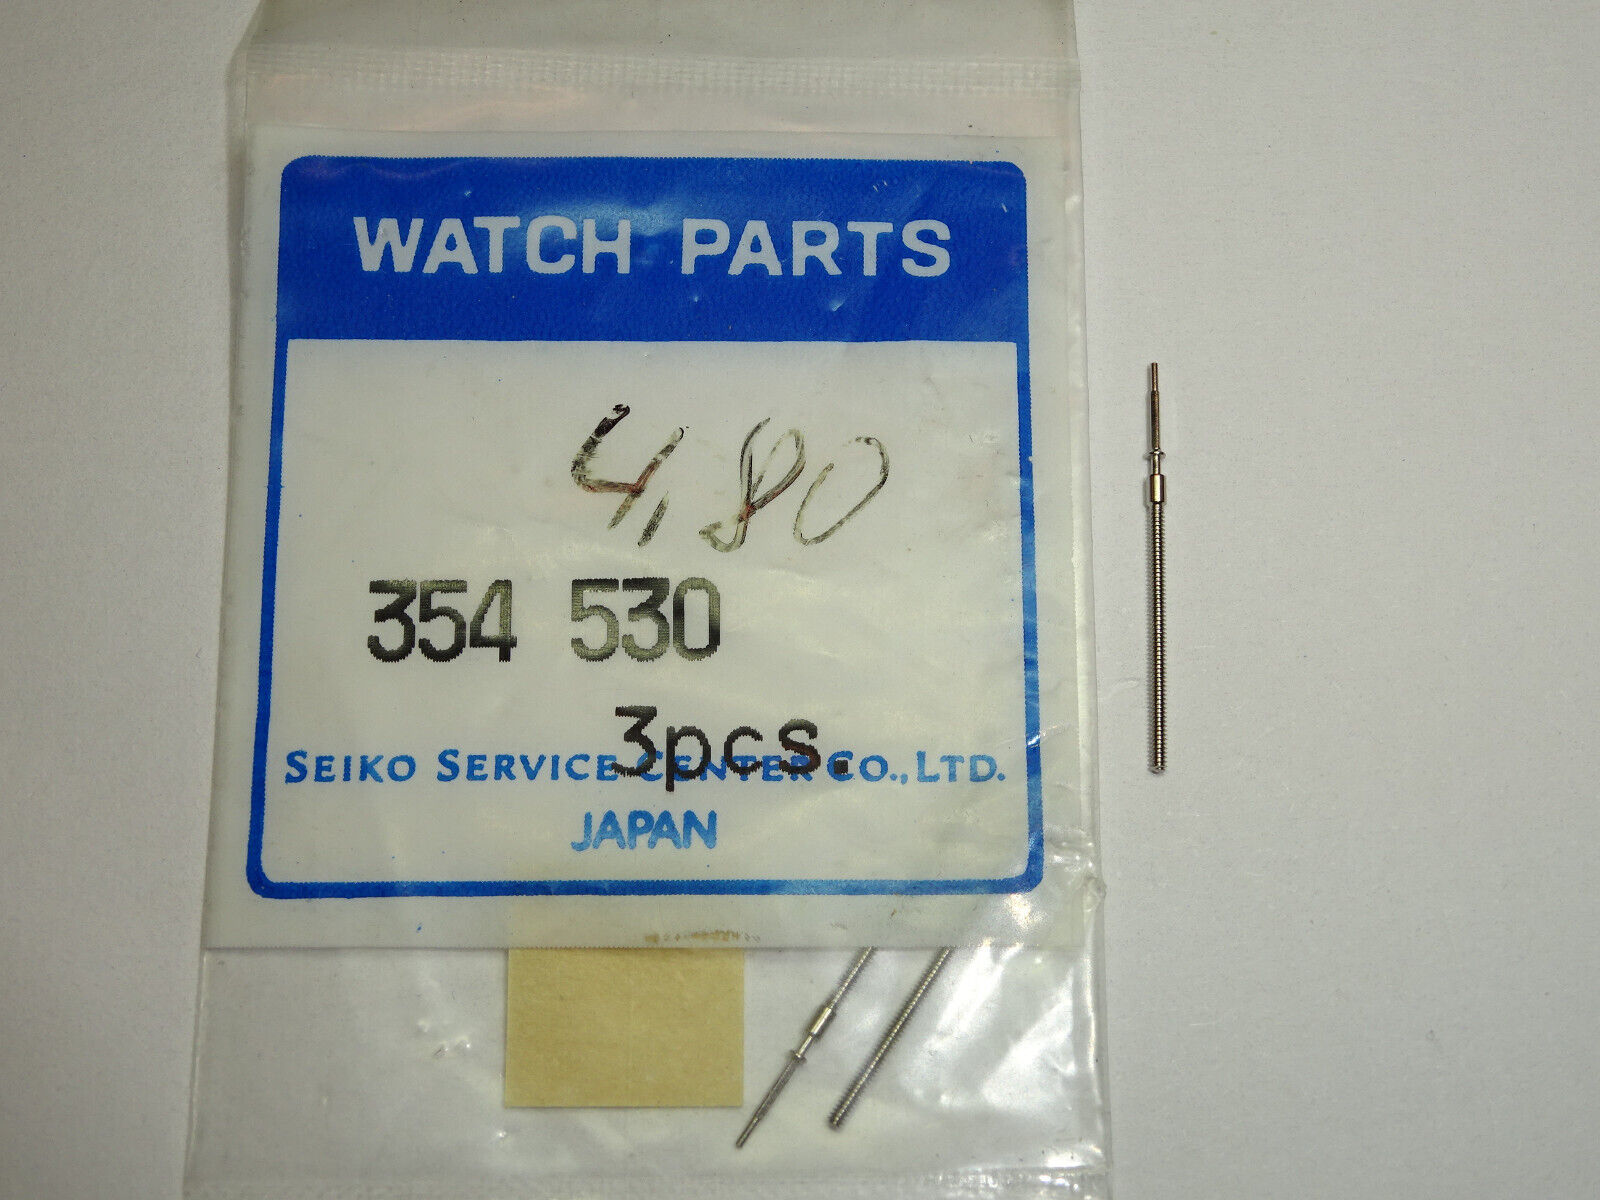 WATCH PARTS
4,80
354 530
3pcs.
SEIKO SERVICE CENTER CO., LTD.
JAPAN